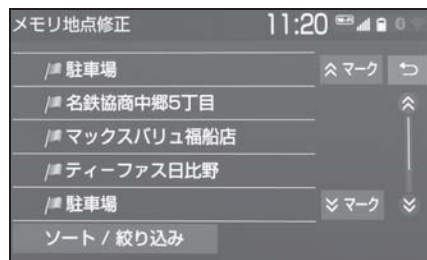 メモリ地点修正 11:20
駐車場 マーク
名鉄協商中郷5丁目
マックスバリュ福船店
ティーファス日比野
駐車場 マーク
ソート / 絞り込み